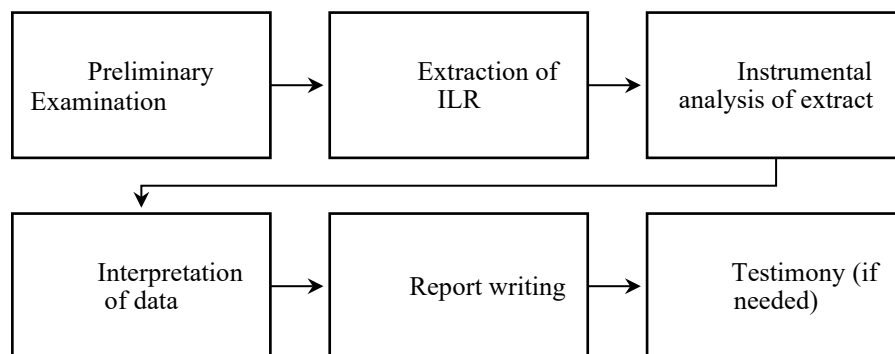 Preliminary
Examination
Extraction of
ILR
Instrumental
analysis of extract
Interpretation
of data
Report writing
Testimony (if
needed)